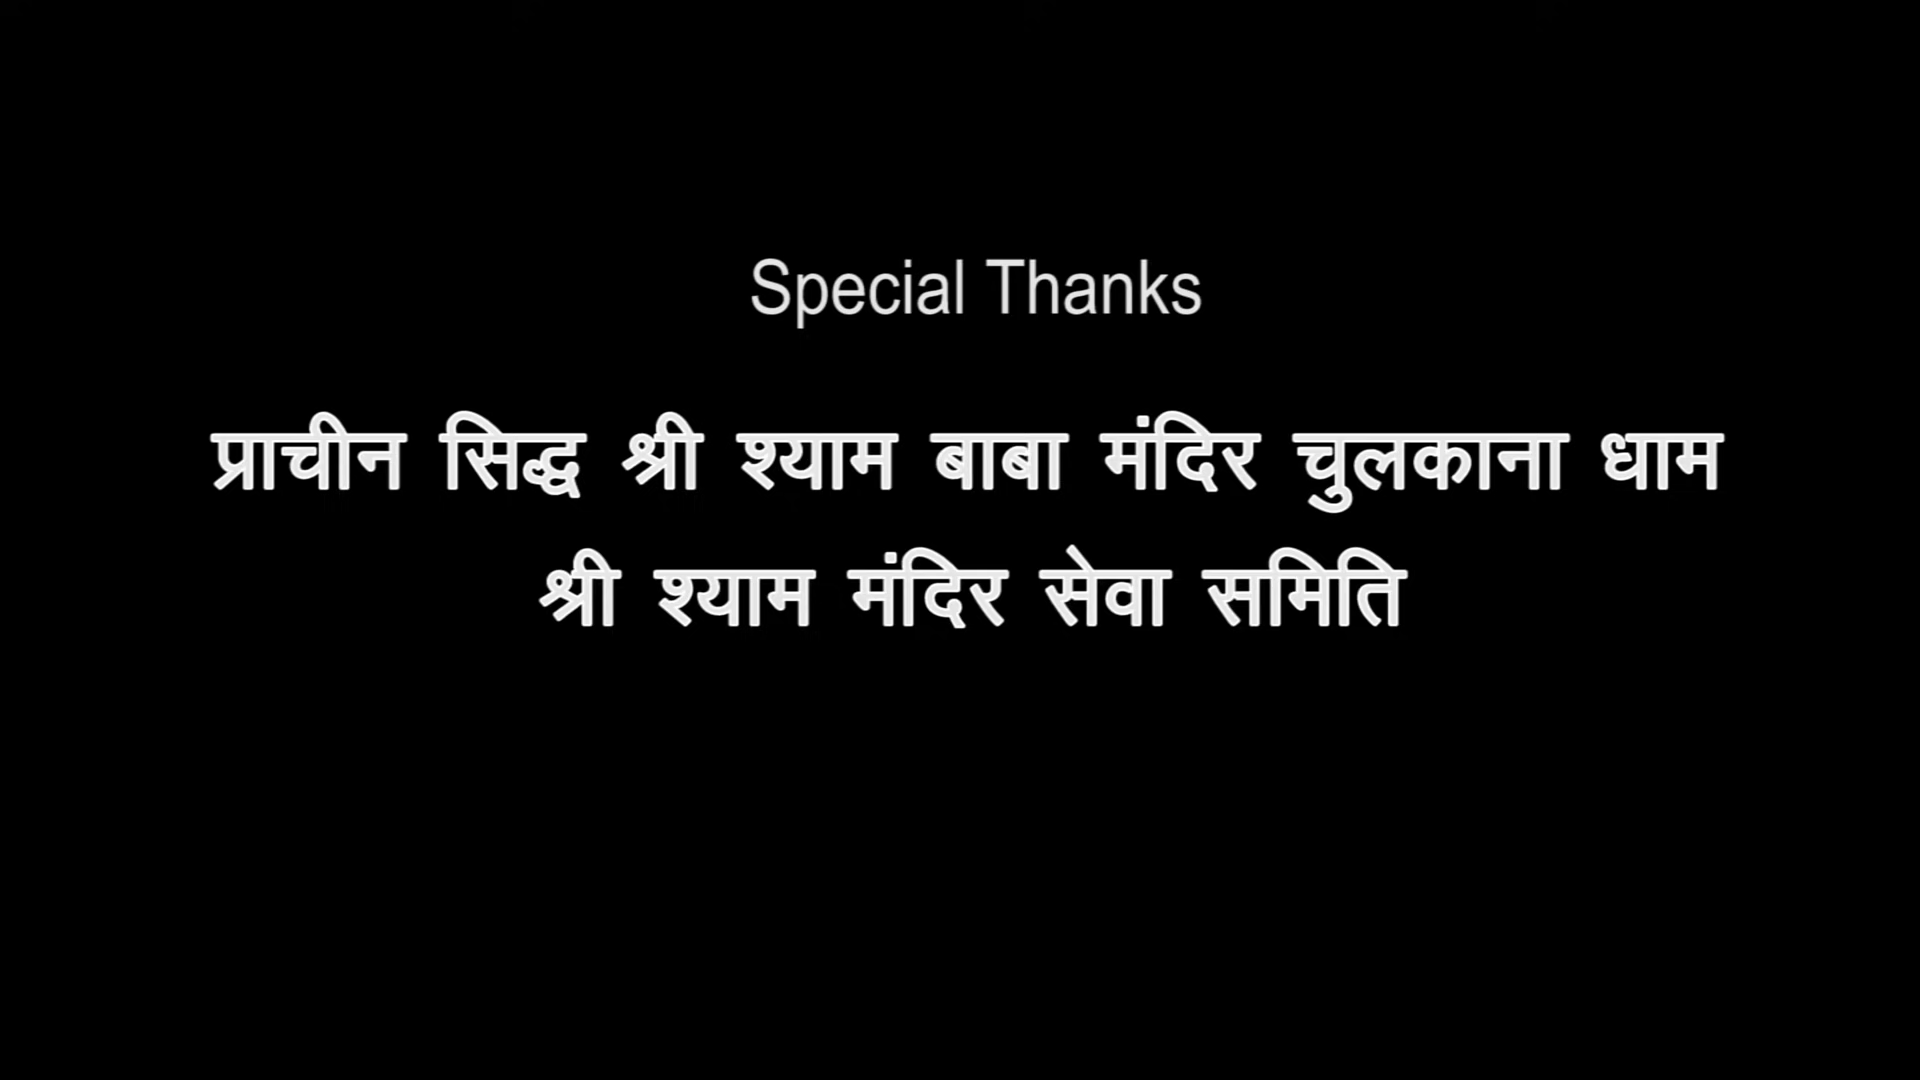 Special Thanks
प्राचीन सिद्ध श्री श्याम बाबा मंदिर चुलकाना धाम
श्री श्याम मंदिर सेवा समिति